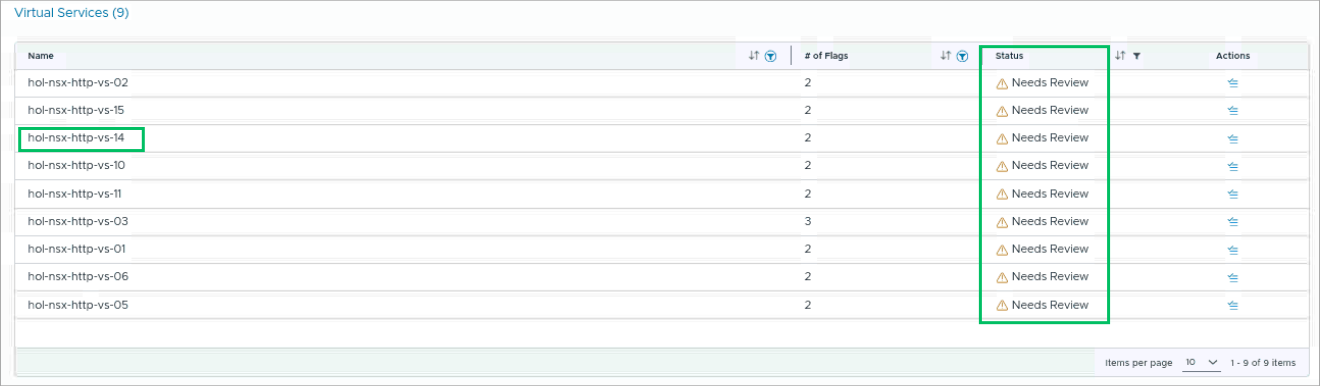 Virtual Services (9)
Name # of Flags Status Actions
hol-nsx-http-vs-02 2 Needs Review
hol-nsx-http-vs-15 2 Needs Review
hol-nsx-http-vs-14 2 Needs Review
hol-nsx-http-vs-10 2 Needs Review
hol-nsx-http-vs-11 2 Needs Review
hol-nsx-http-vs-03 3 Needs Review
hol-nsx-http-vs-01 2 Needs Review
hol-nsx-http-vs-06 2 Needs Review
hol-nsx-http-vs-05 2 Needs Review
Items per page 10 1 - 9 of 9 items